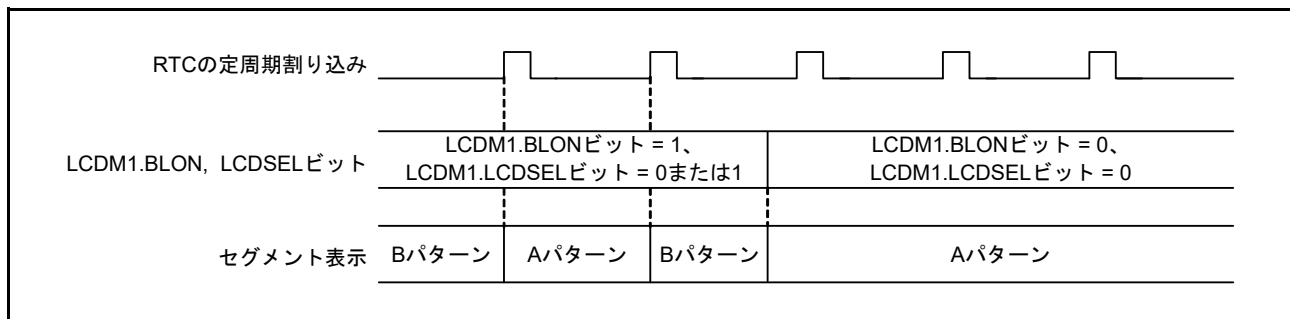 RTCの定周期割り込み
LCDM1.BLON, LCDSELビット
LCDM1.BLONビット = 1、
LCDM1.LCDSELビット = 0または1
LCDM1.BLONビット = 0、
LCDM1.LCDSELビット = 0
セグメント表示
Bパターン
Aパターン
Bパターン
Aパターン